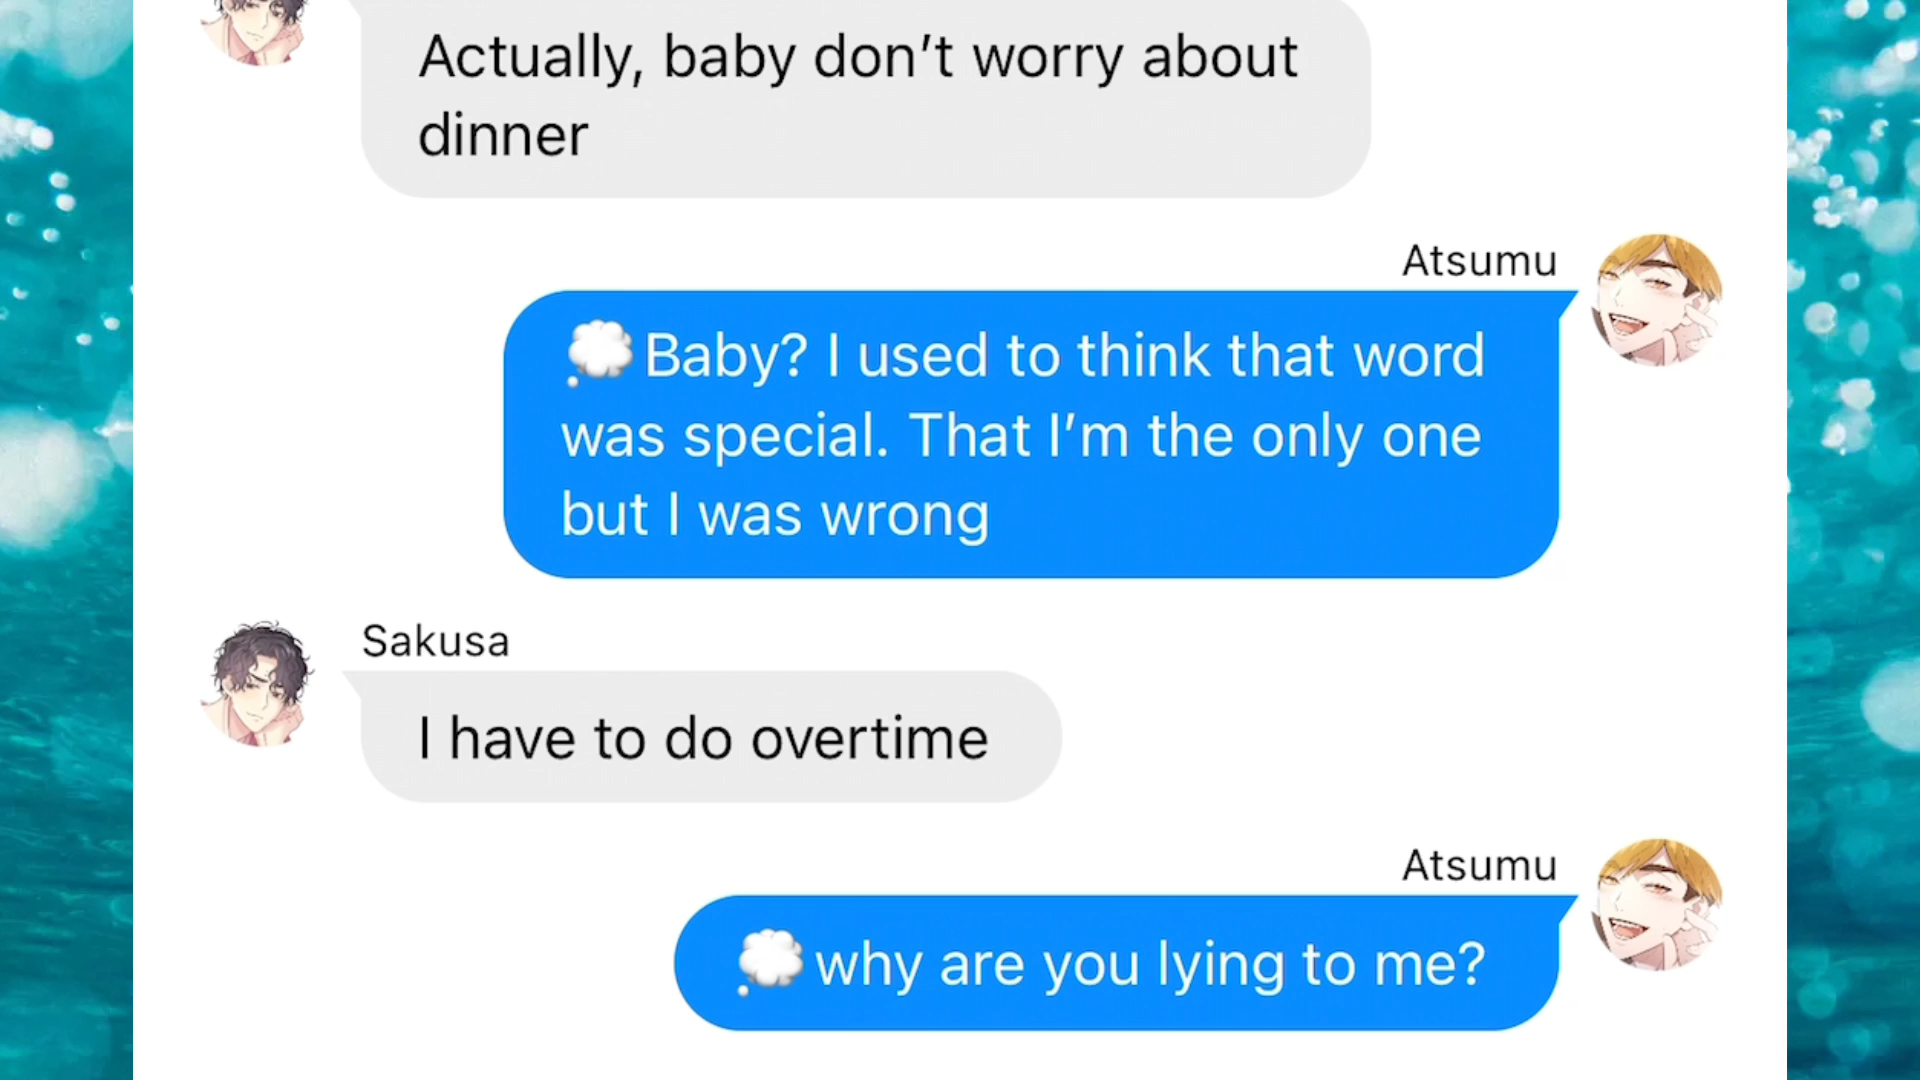 Actually, baby don’t worry about
dinner
Atsumu
💭 Baby? I used to think that word
was special. That I’m the only one
but I was wrong
Sakusa
I have to do overtime
Atsumu
💭 why are you lying to me?